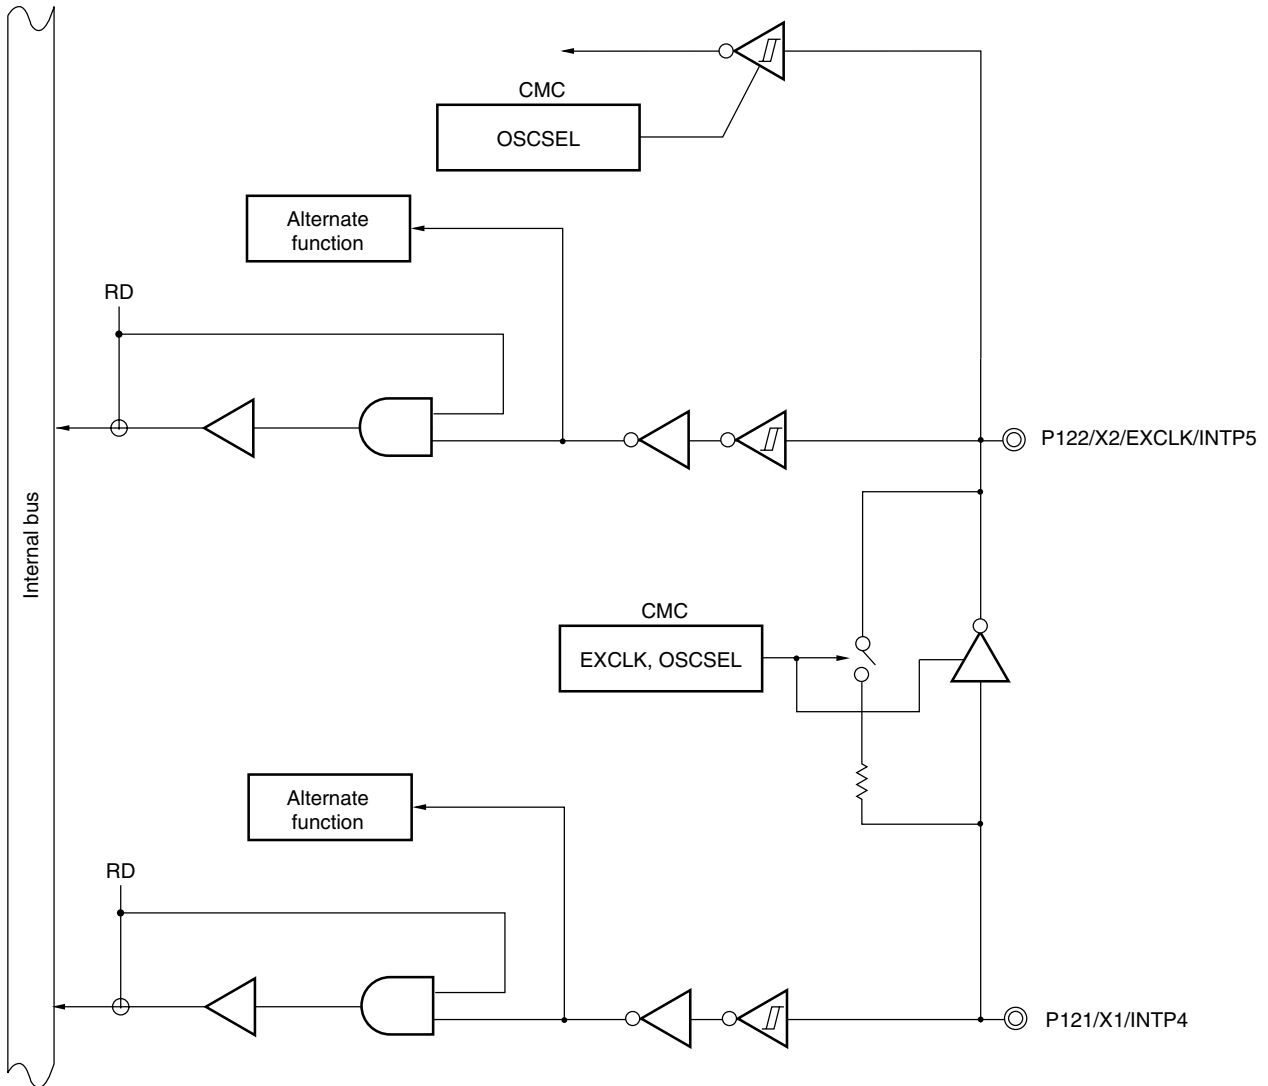 CMC
OSCSEL
Alternate
function
RD
P122/X2/EXCLK/INTP5
Internal bus
CMC
EXCLK, OSCSEL
Alternate
function
RD
P121/X1/INTP4